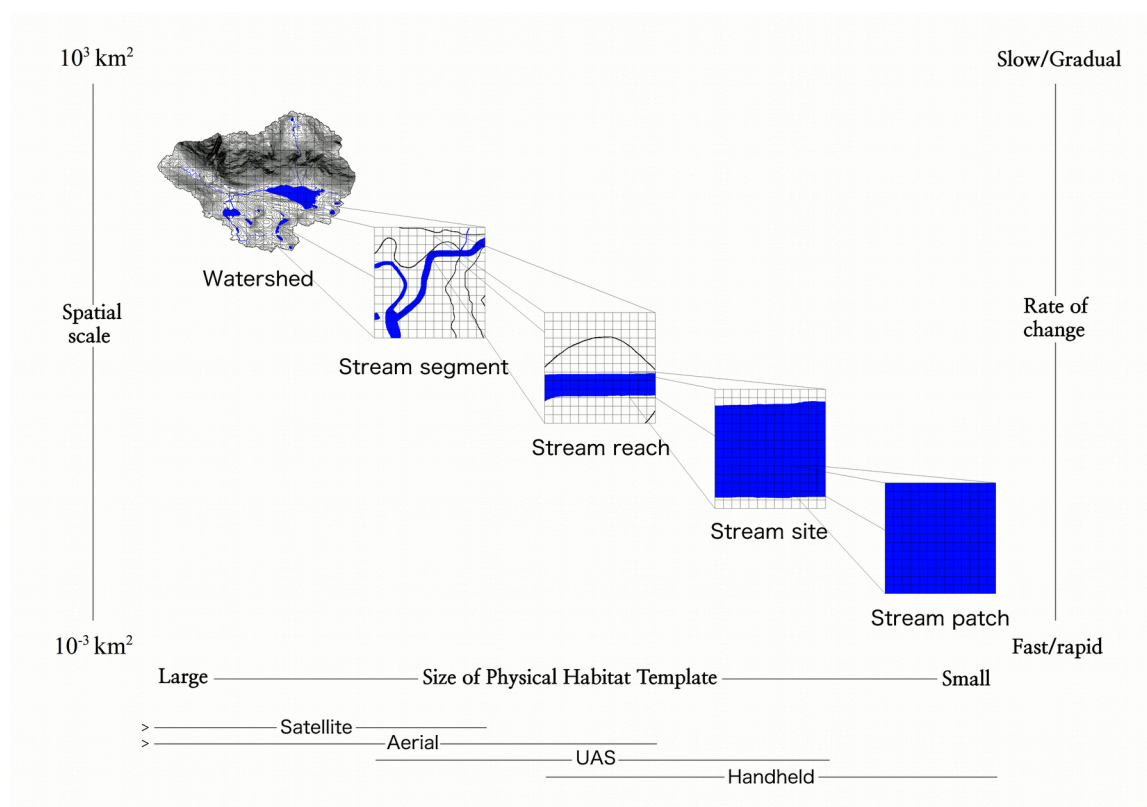 10³ km²
Slow/Gradual
Watershed
Spatial
scale
Rate of
change
Stream segment
Stream reach
Stream site
Stream patch
10⁻³ km²
Fast/rapid
Large
Size of Physical Habitat Template
Small
> Satellite
> Aerial
UAS
Handheld